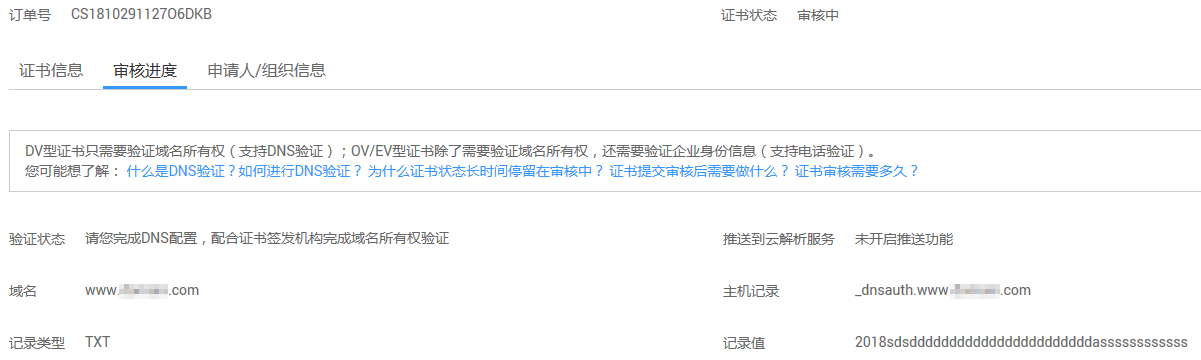 订单号 CS1810291127O6DKB 证书状态 审核中
证书信息 审核进度 申请人/组织信息
DV型证书只需要验证域名所有权（支持DNS验证）；OV/EV型证书除了需要验证域名所有权，还需要验证企业身份信息（支持电话验证）。
您可能想了解： 什么是DNS验证？如何进行DNS验证？ 为什么证书状态长时间停留在审核中？ 证书提交审核后需要做什么？ 证书审核需要多久？
验证状态 请您完成DNS配置，配合证书签发机构完成域名所有权验证 推送到云解析服务 未开启推送功能
域名 www. .com 主机记录 _dnsauth.www .com
记录类型 TXT 记录值 2018sdsdddddddddddddddddddddddassssssssssss